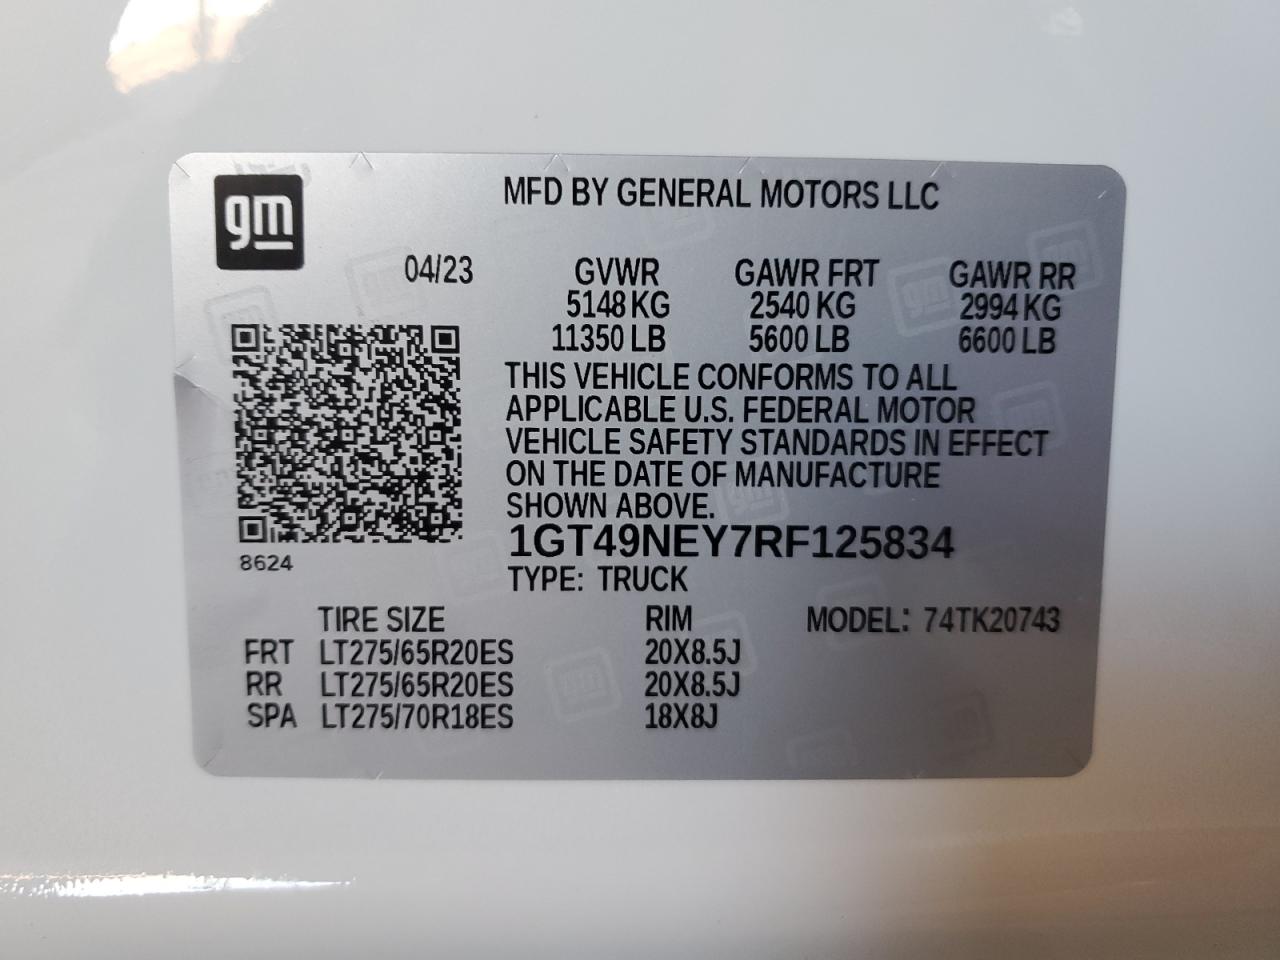 gm
MFD BY GENERAL MOTORS LLC
04/23
GVWR GAWR FRT GAWR RR
5148 KG 2540 KG 2994 KG
11350 LB 5600 LB 6600 LB
THIS VEHICLE CONFORMS TO ALL
APPLICABLE U.S. FEDERAL MOTOR
VEHICLE SAFETY STANDARDS IN EFFECT
ON THE DATE OF MANUFACTURE
SHOWN ABOVE.
1GT49NEY7RF125834
8624
TYPE: TRUCK
TIRE SIZE RIM MODEL: 74TK20743
FRT LT275/65R20ES 20X8.5J
RR LT275/65R20ES 20X8.5J
SPA LT275/70R18ES 18X8J